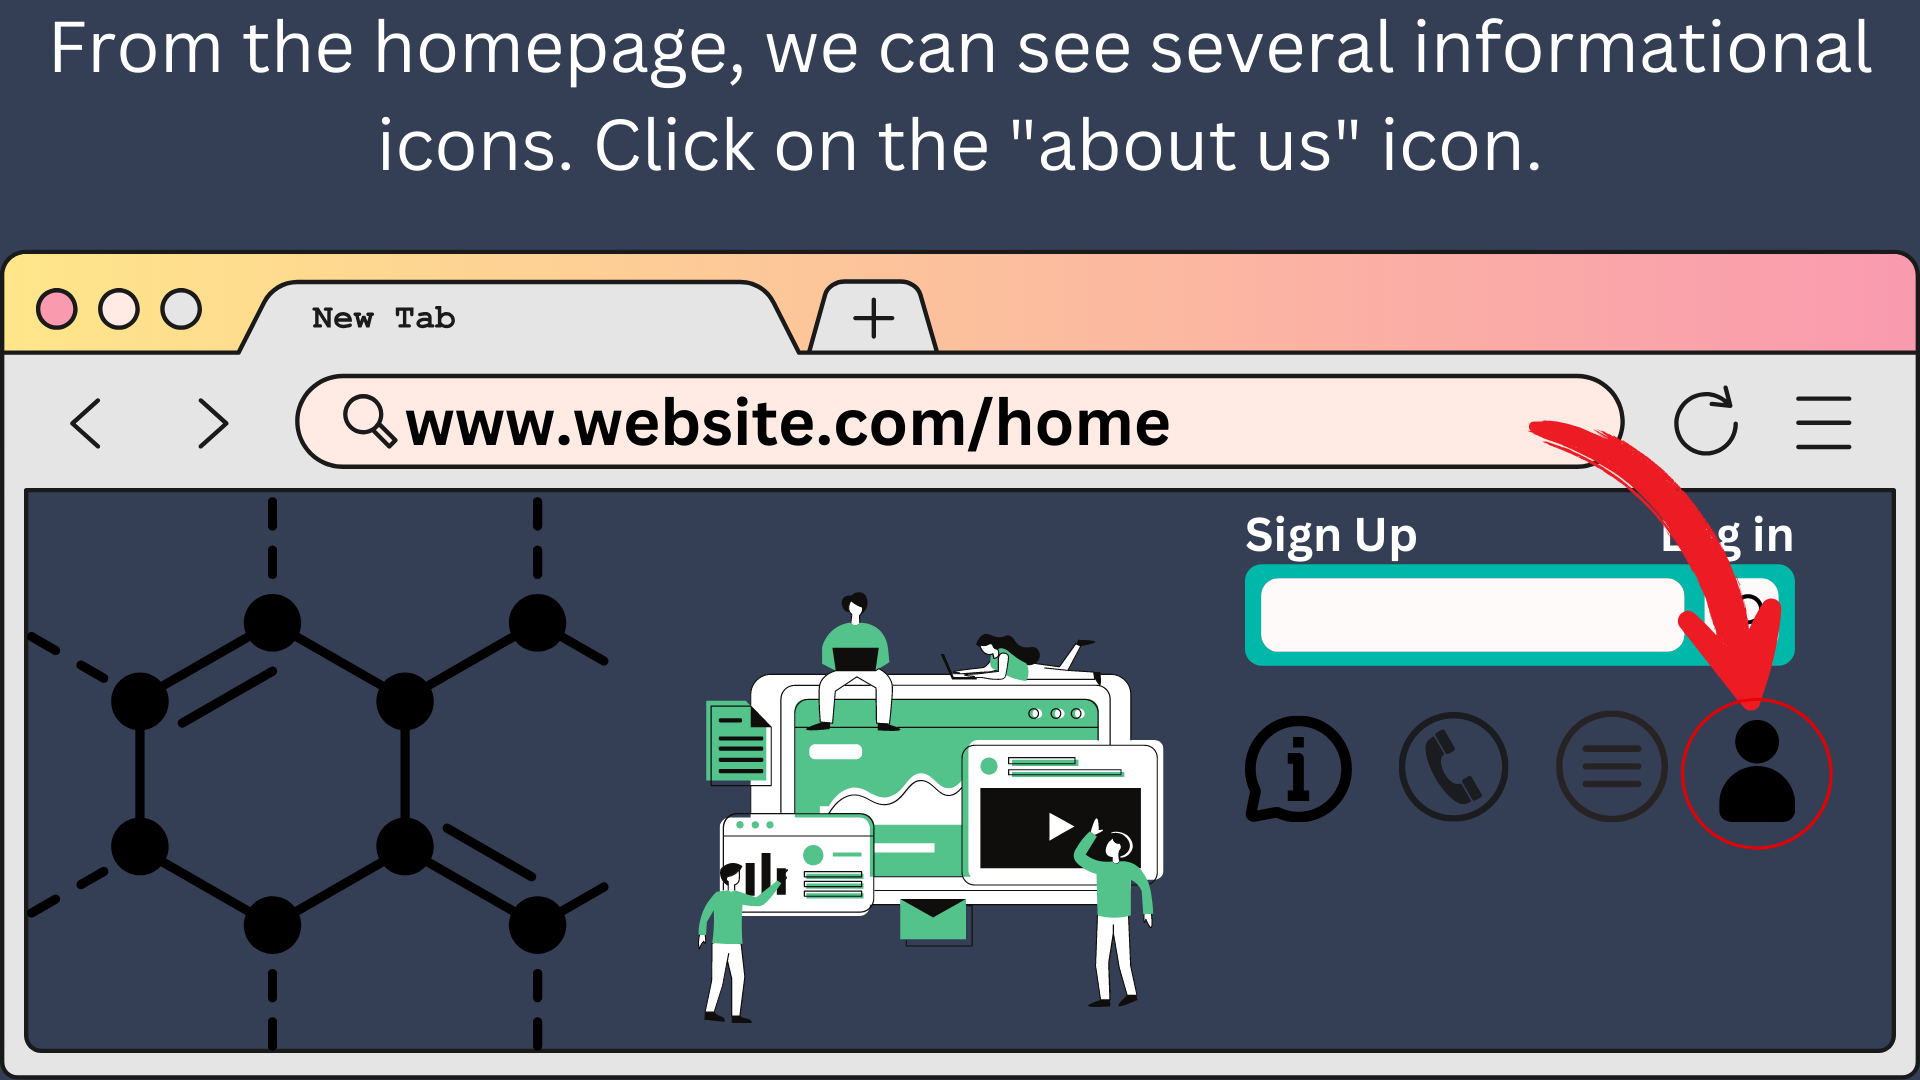 From the homepage, we can see several informational
icons. Click on the "about us" icon.
New Tab
www.website.com/home
Sign Up
Log in